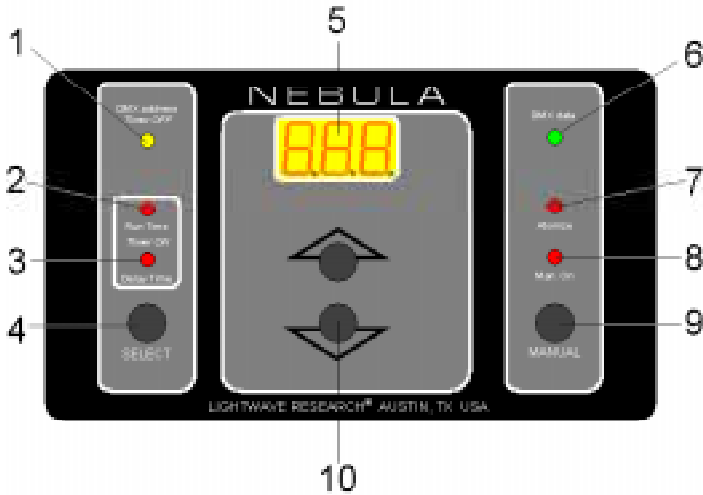 1
5
6
NEBULA
DMX address
Timer OFF
DMX data
2
7
Run Time
Timer ON
Atomize
3
Delay Time
8
Man On
4
SELECT
9
MANUAL
LIGHTWAVE RESEARCH® AUSTIN, TX USA
10